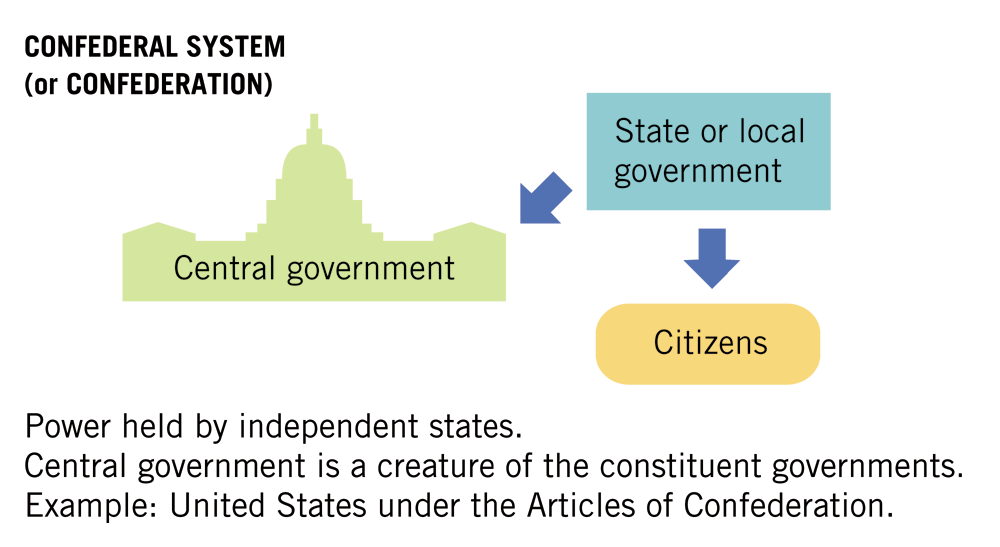 CONFEDERAL SYSTEM
(or CONFEDERATION)
State or local
government
Central government
Citizens
Power held by independent states.
Central government is a creature of the constituent governments.
Example: United States under the Articles of Confederation.